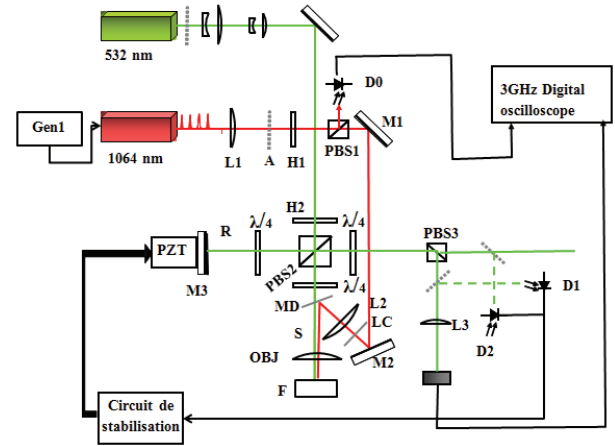 532 nm
D0
3GHz Digital
oscilloscope
Gen1
M1
PBS1
1064 nm
L1
A
H1
H2
λ/4
λ/4
PBS3
R
PZT
PBS2
M3
λ/4
MD
L2
D1
S
LC
L3
OBJ
M2
D2
F
Circuit de
stabilisation